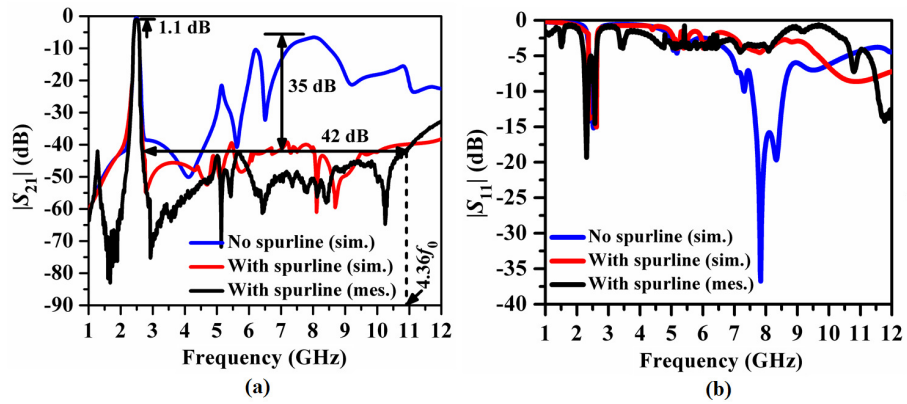 0
-10
-20
-30
-40
-50
-60
-70
-80
-90
|S21| (dB)
1.1 dB
35 dB
42 dB
No spurline (sim.)
With spurline (sim.)
With spurline (mes.)
4.36f0
1 2 3 4 5 6 7 8 9 10 11 12
Frequency (GHz)
(a)
0
-5
-10
-15
-20
-25
-30
-35
-40
|S11| (dB)
No spurline (sim.)
With spurline (sim.)
With spurline (mes.)
1 2 3 4 5 6 7 8 9 10 11 12
Frequency (GHz)
(b)